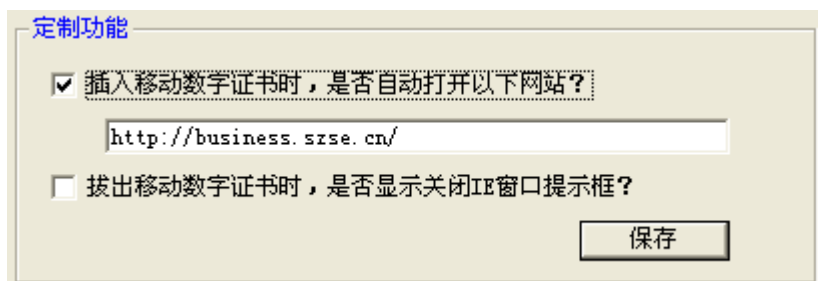 定制功能
插入移动数字证书时，是否自动打开以下网站？
http://business.szse.cn/
拔出移动数字证书时，是否显示关闭IE窗口提示框？
保存